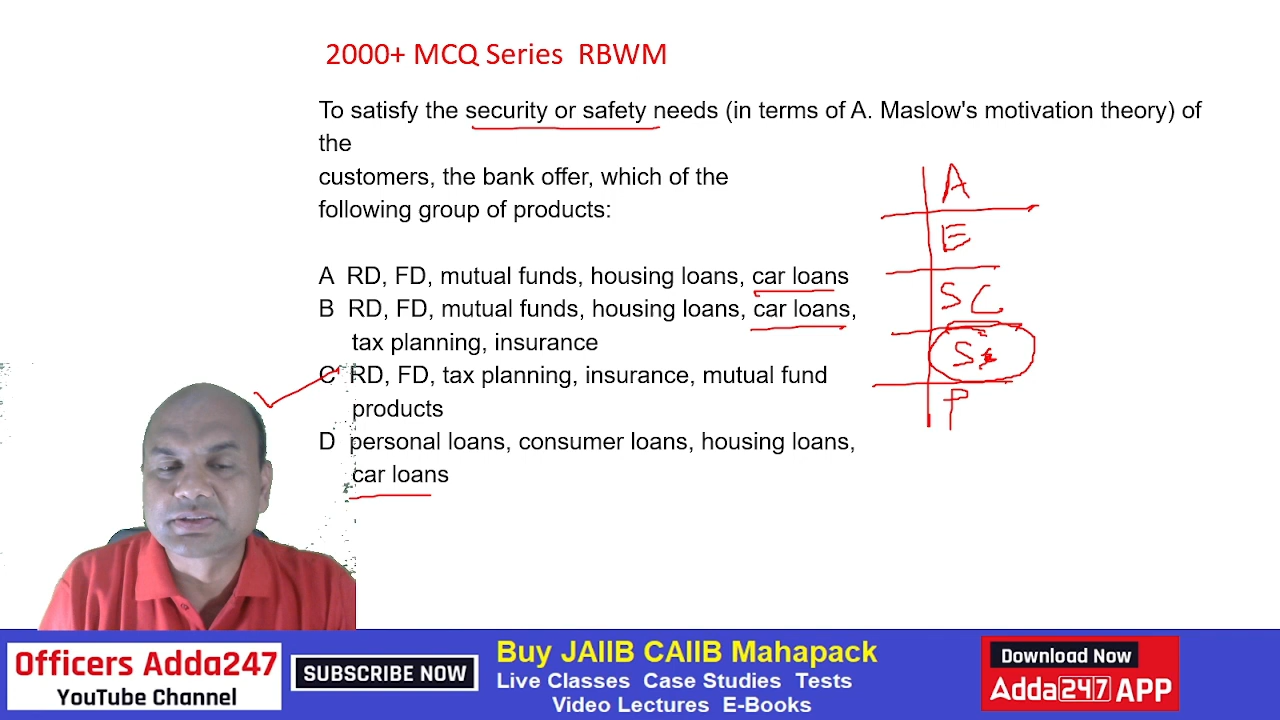 2000+ MCQ Series RBWM
To satisfy the security or safety needs (in terms of A. Maslow's motivation theory) of
the
customers, the bank offer, which of the
following group of products:
A RD, FD, mutual funds, housing loans, car loans
B RD, FD, mutual funds, housing loans, car loans,
tax planning, insurance
C RD, FD, tax planning, insurance, mutual fund
products
D personal loans, consumer loans, housing loans,
car loans
A
E
SC
S
P
Officers Adda247
YouTube Channel
SUBSCRIBE NOW
Buy JAIIB CAIIB Mahapack
Live Classes Case Studies Tests
Video Lectures E-Books
Download Now
Adda247 APP